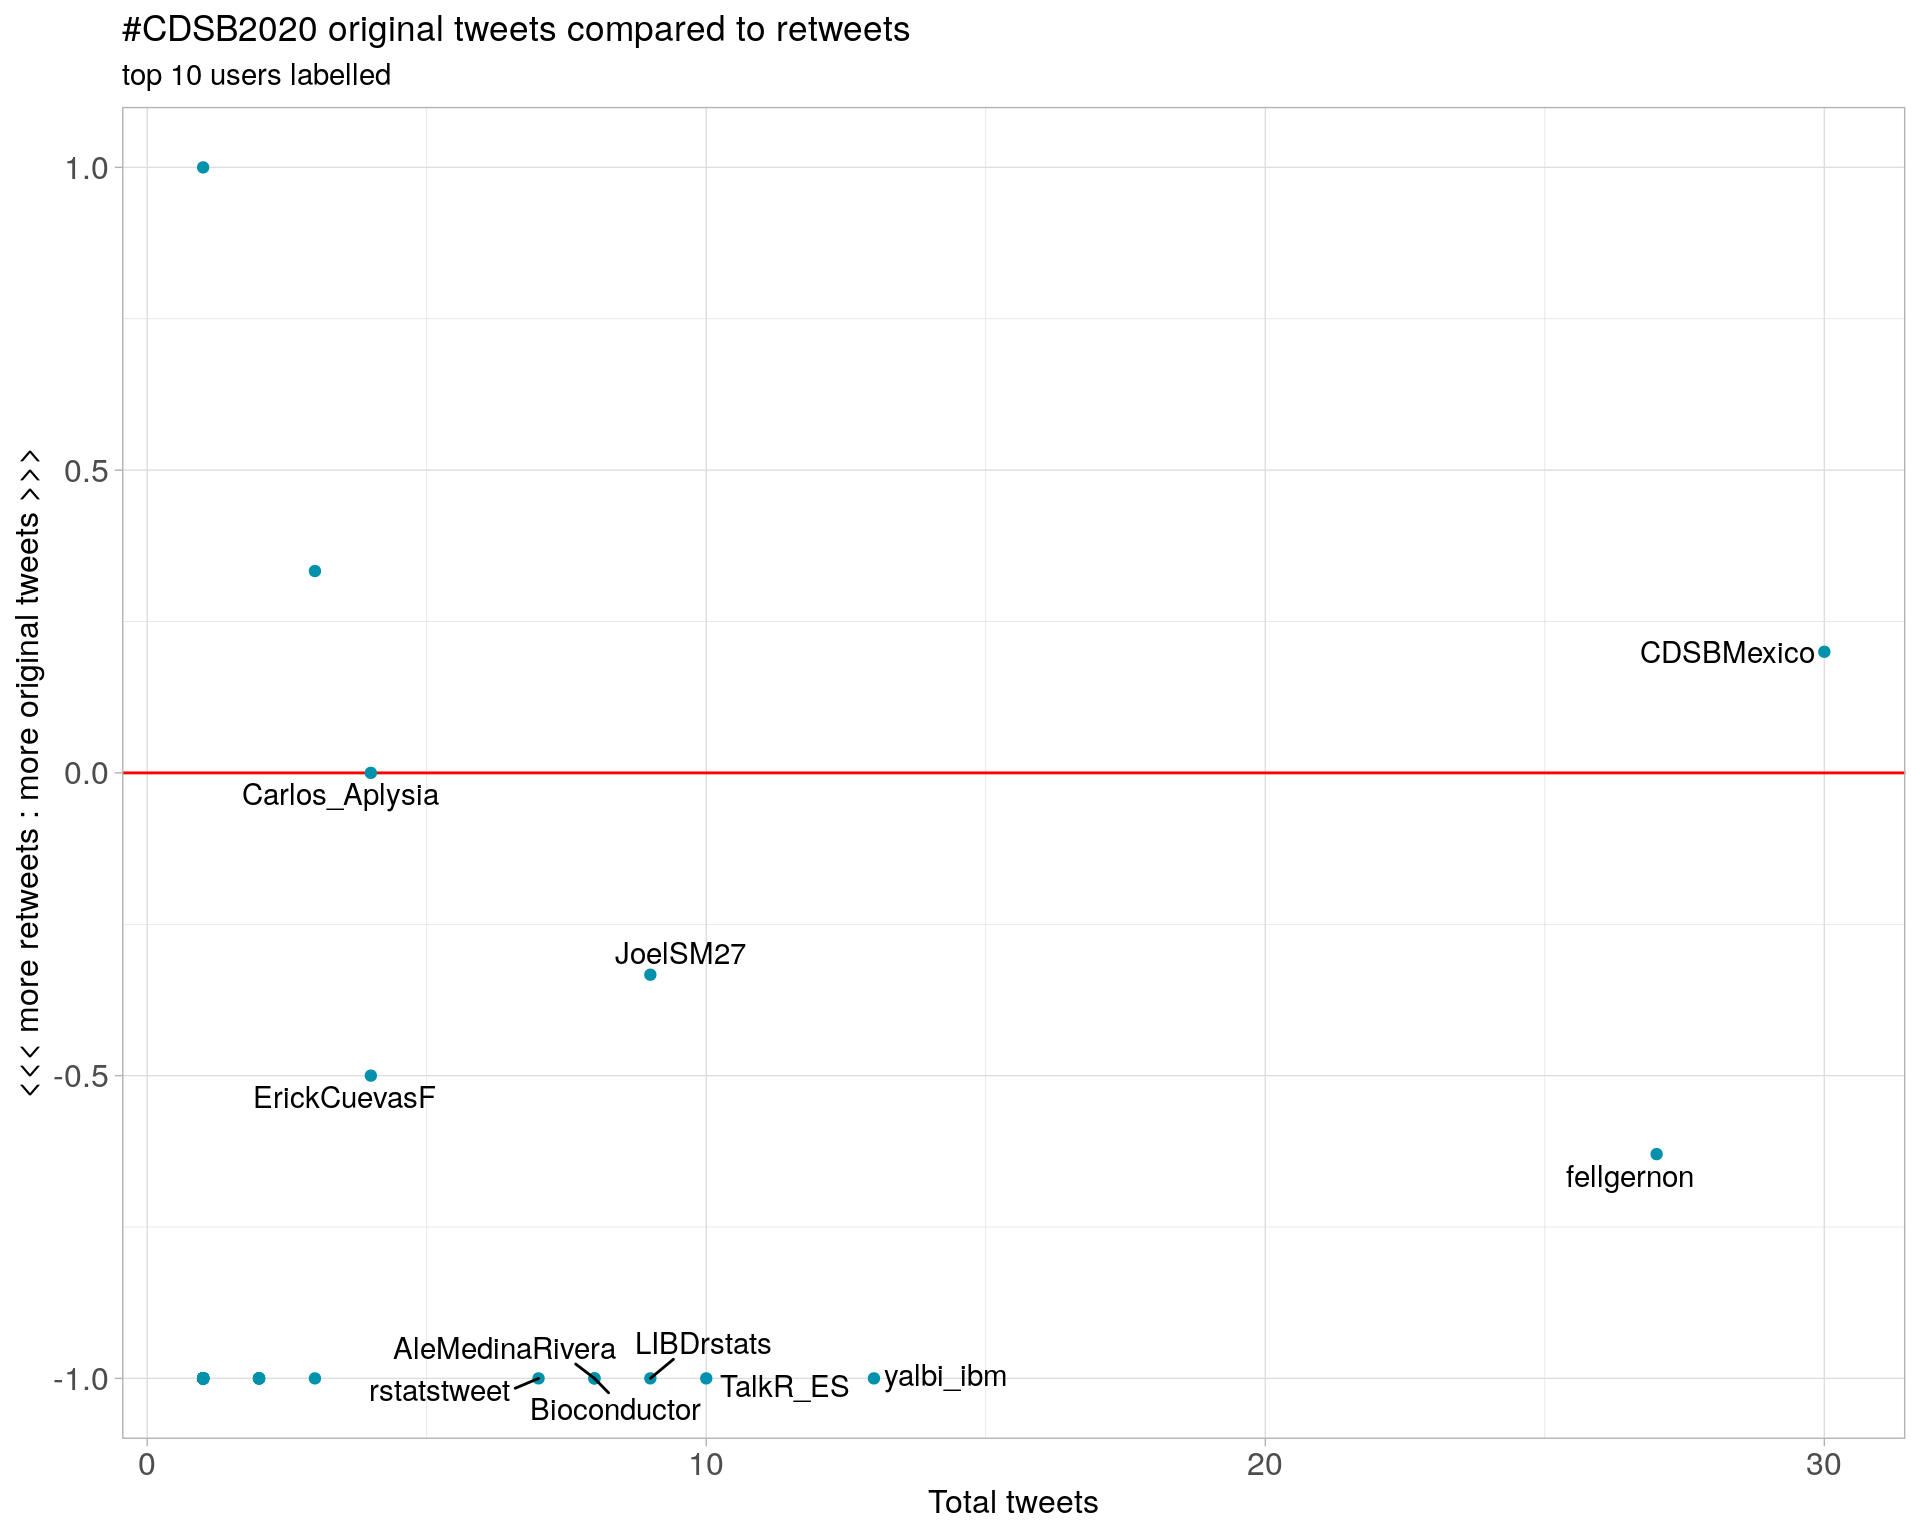 #CDSB2020 original tweets compared to retweets
top 10 users labelled
<<< more retweets : more original tweets >>>
1.0
0.5
0.0
-0.5
-1.0
CDSBMexico
Carlos_Aplysia
JoelSM27
ErickCuevasF
fellgernon
AleMedinaRivera
LIBDrstats
rstatstweet
TalkR_ES
yalbi_ibm
Bioconductor
0
10
20
30
Total tweets